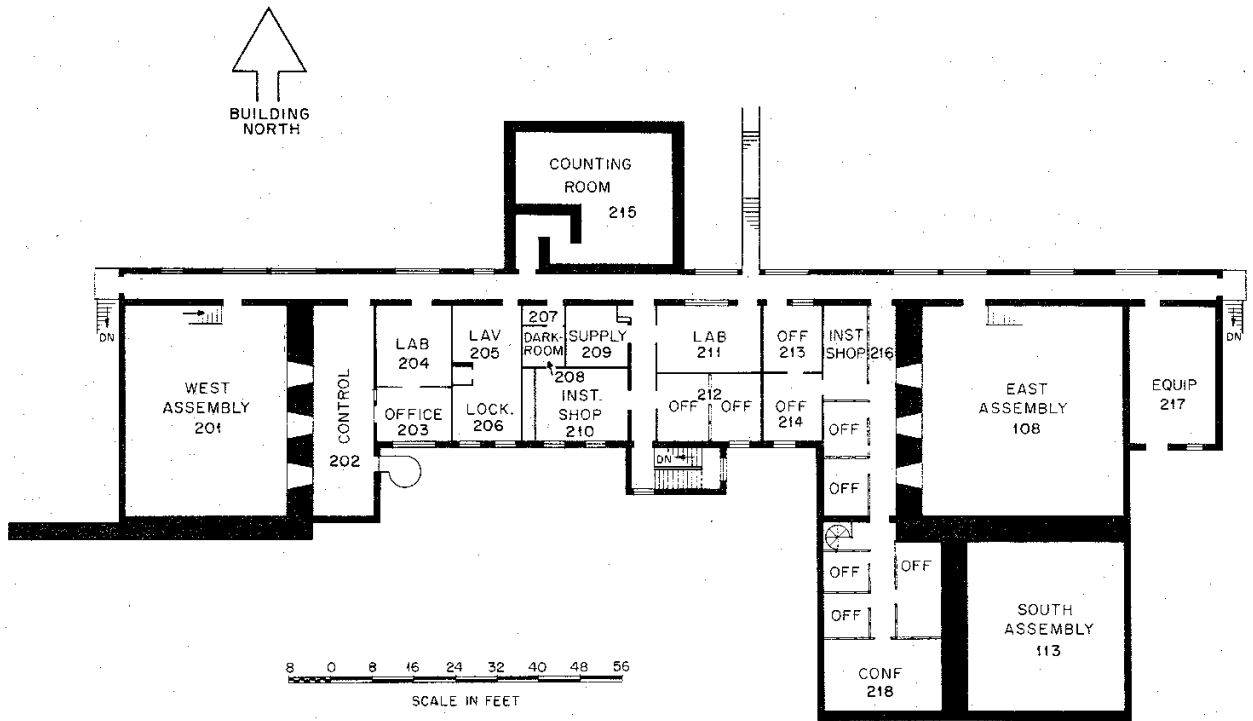 BUILDING
NORTH
COUNTING
ROOM
215
DN
WEST
ASSEMBLY
201
CONTROL
202
LAB
204
OFFICE
203
LAV
205
LOCK.
206
207
DARK-
ROOM
208
SUPPLY
209
INST.
SHOP
210
LAB
211
212
OFF
OFF
DN
OFF
213
OFF
214
INST
SHOP
216
OFF
OFF
EAST
ASSEMBLY
108
EQUIP
217
DN
OFF
OFF
OFF
CONF
218
SOUTH
ASSEMBLY
113
8 0 8 16 24 32 40 48 56
SCALE IN FEET